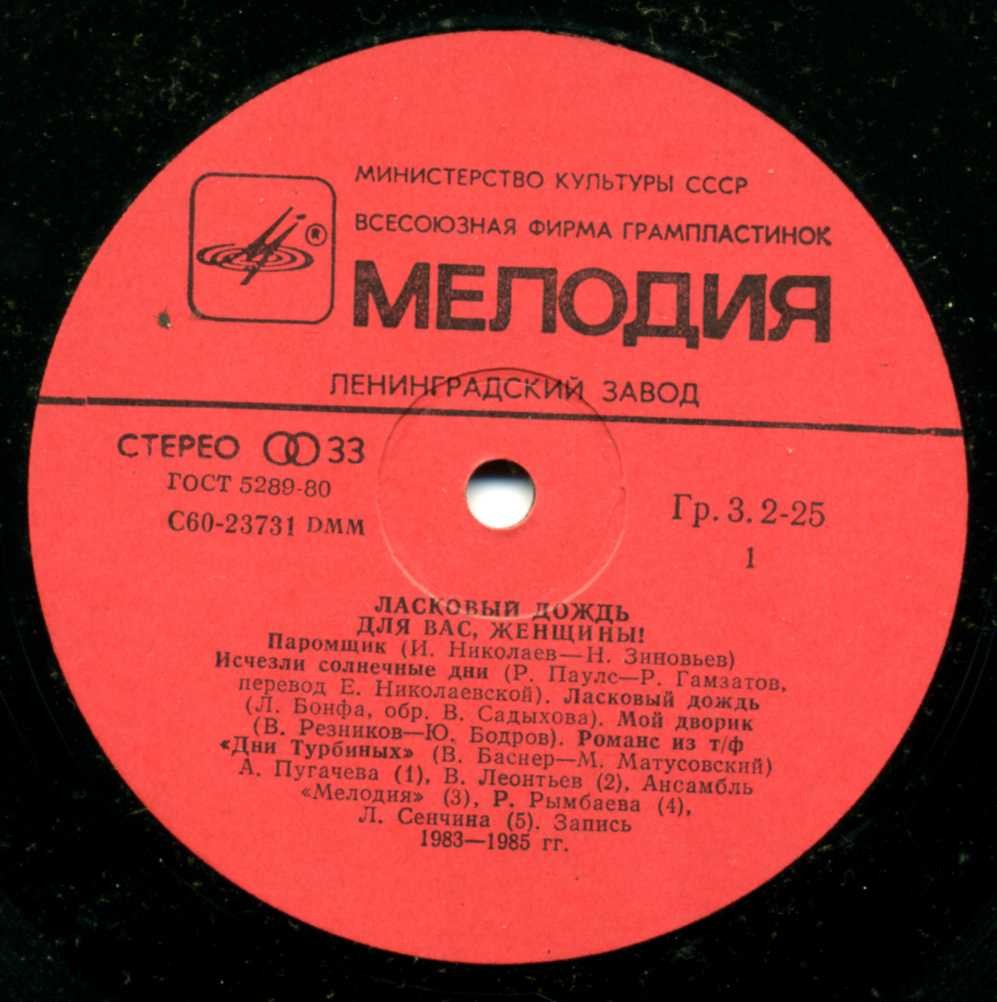 МИНИСТЕРСТВО КУЛЬТУРЫ СССР
ВСЕСОЮЗНАЯ ФИРМА ГРАМПЛАСТИНОК
®
МЕЛОДИЯ
ЛЕНИНГРАДСКИЙ ЗАВОД
СТЕРЕО 33
ГОСТ 5289-80
С60-23731 DMM
Гр. 3. 2-25
1
ЛАСКОВЫЙ ДОЖДЬ
ДЛЯ ВАС, ЖЕНЩИНЫ!
Паромщик (И. Николаев—Н. Зиновьев)
Исчезли солнечные дни (Р. Паулс—Р. Гамзатов,
перевод Е. Николаевской). Ласковый дождь
(Л. Бонфа, обр. В. Садыхова). Мой дворик
(В. Резников—Ю. Бодров). Романс из т/ф
«Дни Турбиных» (В. Баснер—М. Матусовский)
А. Пугачева (1), В. Леонтьев (2), Ансамбль
«Мелодия» (3), Р. Рымбаева (4),
Л. Сенчина (5). Запись
1983—1985 гг.